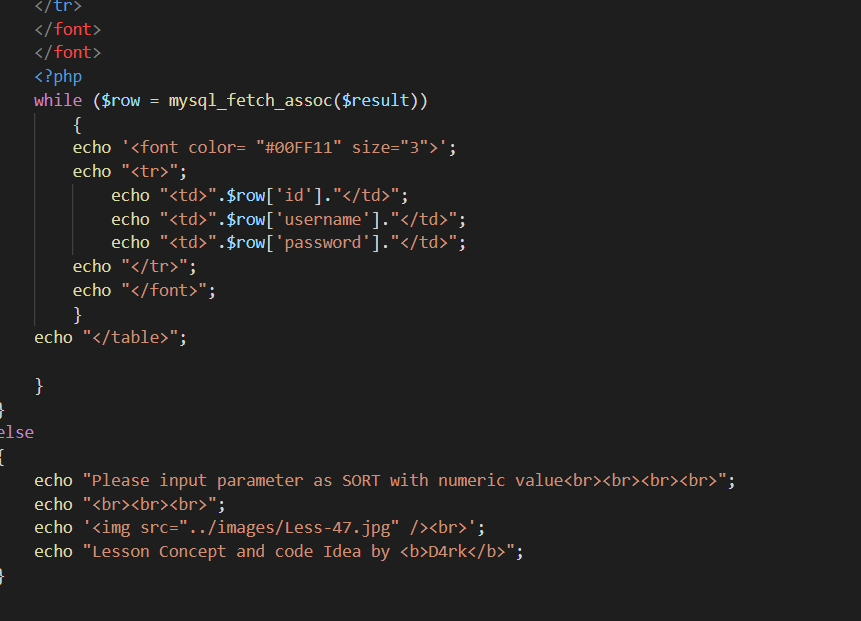 </tr>
</font>
</font>
<?php
while ($row = mysql_fetch_assoc($result))
{
echo '<font color= "#00FF11" size="3">';
echo "<tr>";
echo "<td>".$row['id']."</td>";
echo "<td>".$row['username']."</td>";
echo "<td>".$row['password']."</td>";
echo "</tr>";
echo "</font>";
}
echo "</table>";
}
}
else
{
echo "Please input parameter as SORT with numeric value<br><br><br><br>";
echo "<br><br><br>";
echo '<img src="../images/Less-47.jpg" /><br>';
echo "Lesson Concept and code Idea by <b>D4rk</b>";
}